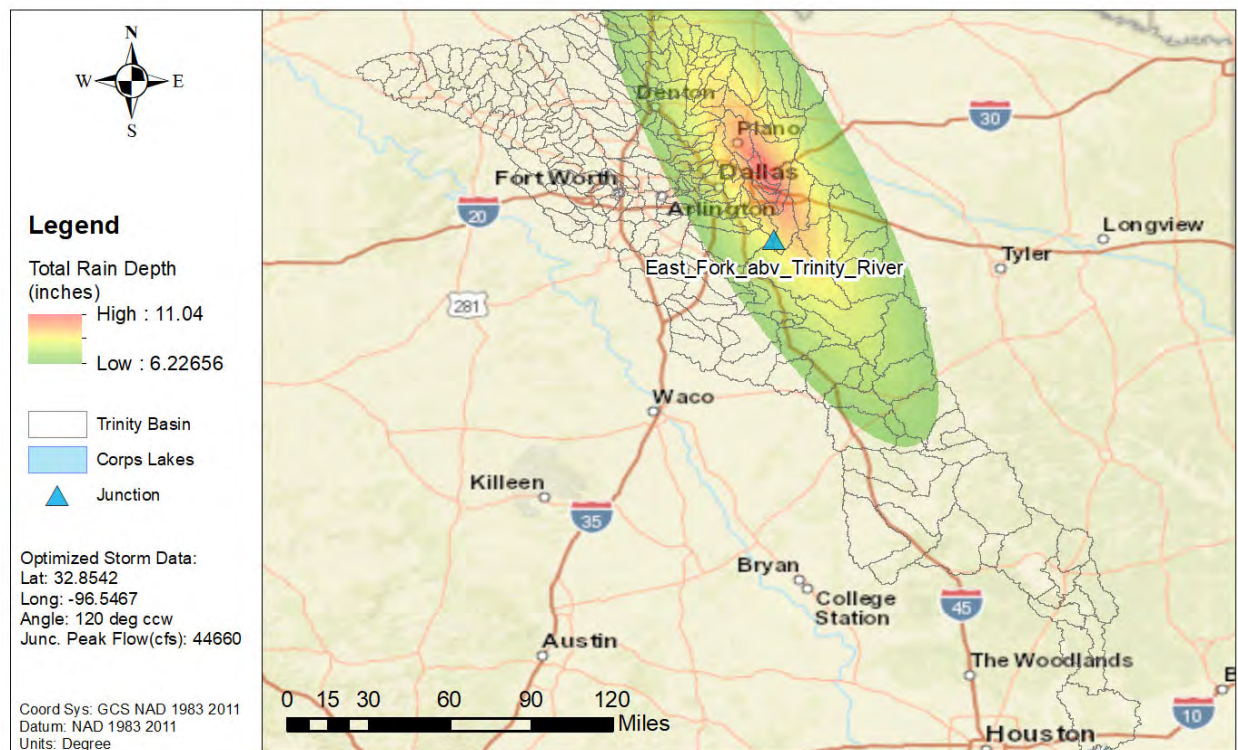 N
W
E
S
Legend
Total Rain Depth
(inches)
High : 11.04
Low : 6.22656
Trinity Basin
Corps Lakes
Junction
Optimized Storm Data:
Lat: 32.8542
Long: -96.5467
Angle: 120 deg ccw
Junc. Peak Flow(cfs): 44660
Coord Sys: GCS NAD 1983 2011
Datum: NAD 1983 2011
Units: Degree
Denton
30
Plano
Dallas
Fort Worth
20
Arlington
Longview
East_Fork_abv_Trinity_River
Tyler
281
Waco
Killeen
35
Bryan
College
Station
45
Austin
The Woodlands
0 15 30 60 90 120
Miles
10
Houston